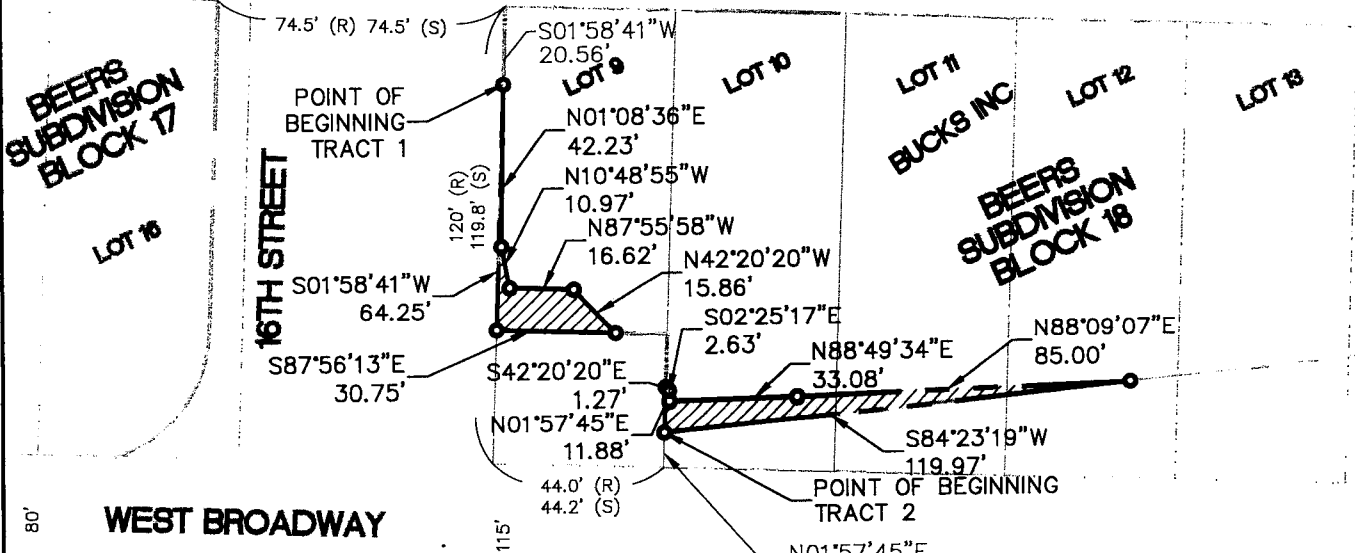 74.5' (R) 74.5' (S)
S01°58'41"W
20.56'
BEERS
SUBDIVISION
BLOCK 17
LOT 16
POINT OF
BEGINNING
TRACT 1
LOT 9
LOT 10
LOT 11
LOT 12
LOT 13
BUCKS INC
BEERS
SUBDIVISION
BLOCK 18
16TH STREET
120' (R)
119.8' (S)
N01°08'36"E
42.23'
N10°48'55"W
10.97'
N87°55'58"W
16.62'
N42°20'20"W
15.86'
S01°58'41"W
64.25'
S02°25'17"E
2.63'
N88°49'34"E
33.08'
N88°09'07"E
85.00'
S87°56'13"E
30.75'
S42°20'20"E
1.27'
N01°57'45"E
11.88'
S84°23'19"W
119.97'
44.0' (R)
44.2' (S)
POINT OF BEGINNING
TRACT 2
80'
WEST BROADWAY
115'
N01°57'45"E